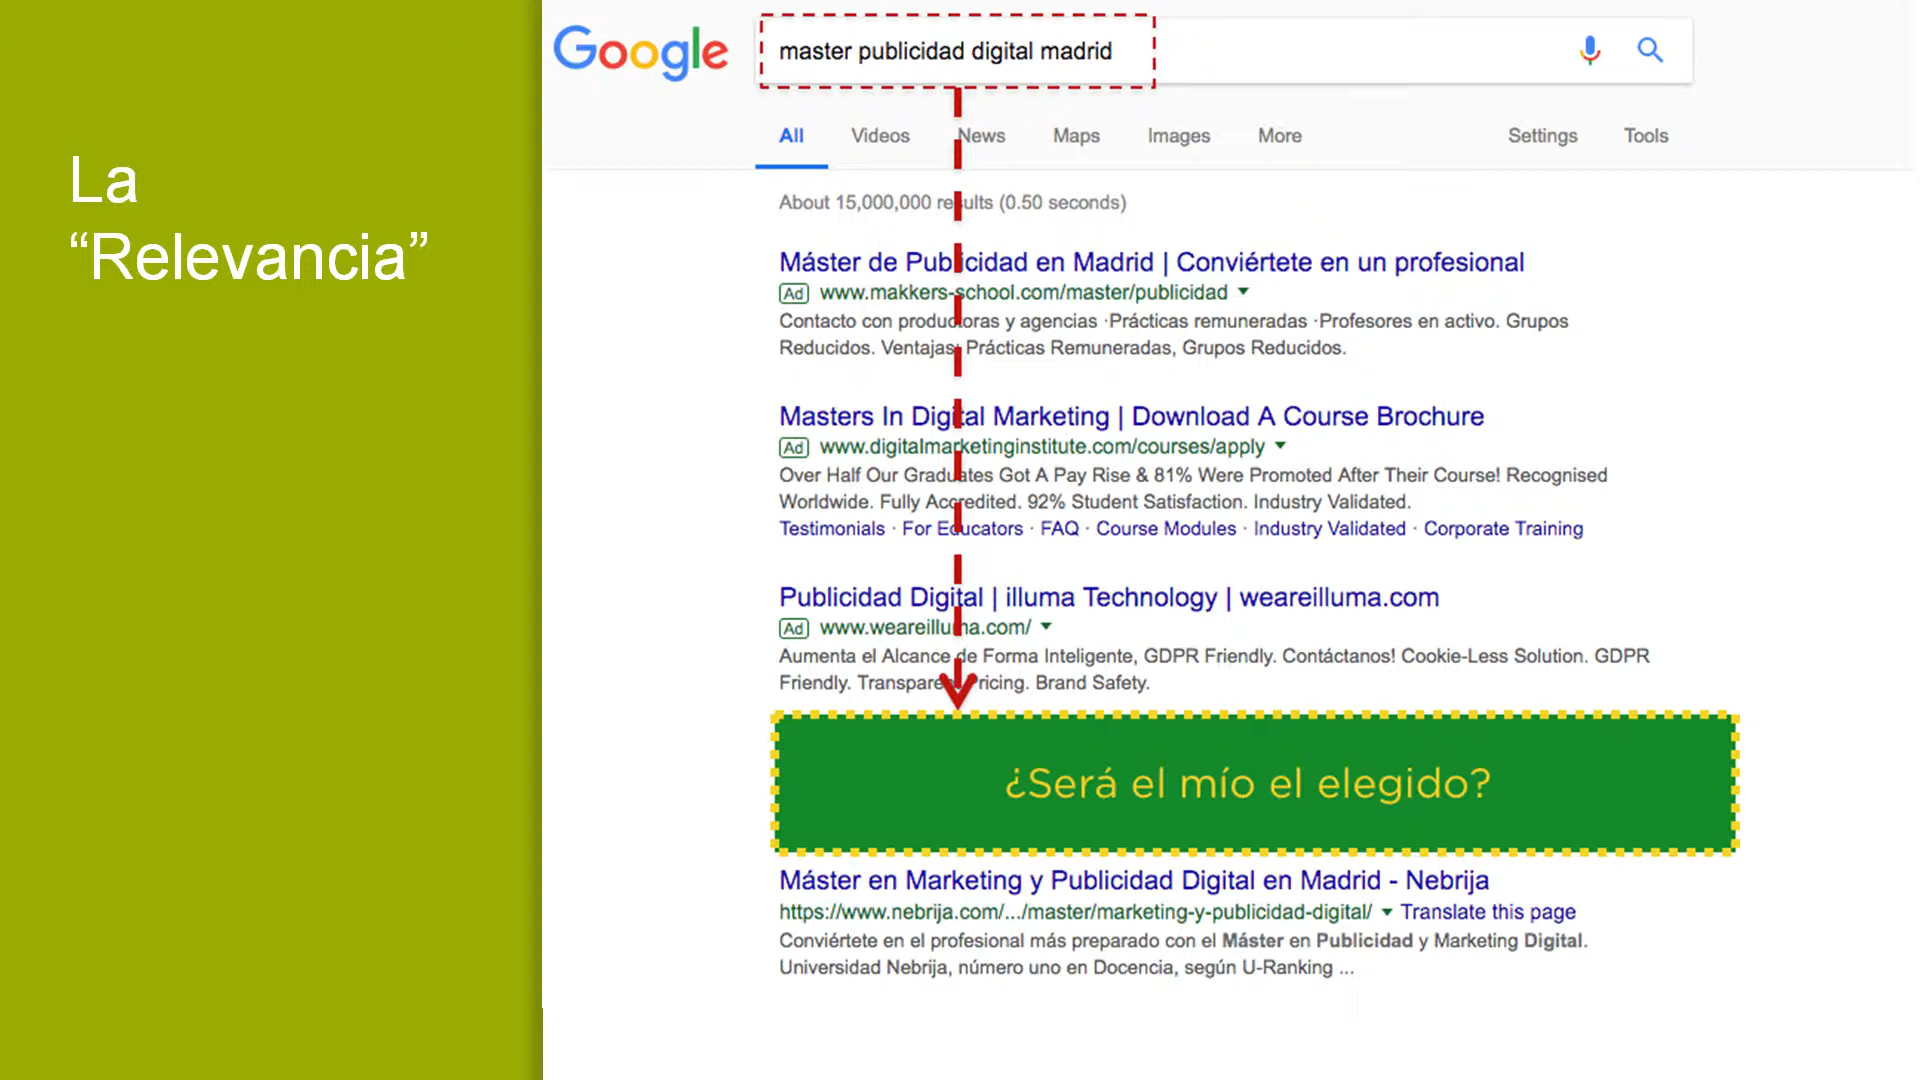 La
“Relevancia”
Google
master publicidad digital madrid
All Videos News Maps Images More Settings Tools
About 15,000,000 results (0.50 seconds)
Máster de Publicidad en Madrid | Conviértete en un profesional
Ad www.makkers-school.com/master/publicidad
Contacto con productoras y agencias ·Prácticas remuneradas ·Profesores en activo. Grupos
Reducidos. Ventajas: Prácticas Remuneradas, Grupos Reducidos.
Masters In Digital Marketing | Download A Course Brochure
Ad www.digitalmarketinginstitute.com/courses/apply
Over Half Our Graduates Got A Pay Rise & 81% Were Promoted After Their Course! Recognised
Worldwide. Fully Accredited. 92% Student Satisfaction. Industry Validated.
Testimonials · For Educators · FAQ · Course Modules · Industry Validated · Corporate Training
Publicidad Digital | illuma Technology | weareilluma.com
Ad www.weareilluma.com/
Aumenta el Alcance de Forma Inteligente, GDPR Friendly. Contáctanos! Cookie-Less Solution. GDPR
Friendly. Transparent Pricing. Brand Safety.
¿Será el mío el elegido?
Máster en Marketing y Publicidad Digital en Madrid - Nebrija
https://www.nebrija.com/.../master/marketing-y-publicidad-digital/ Translate this page
Conviértete en el profesional más preparado con el Máster en Publicidad y Marketing Digital.
Universidad Nebrija, número uno en Docencia, según U-Ranking ...